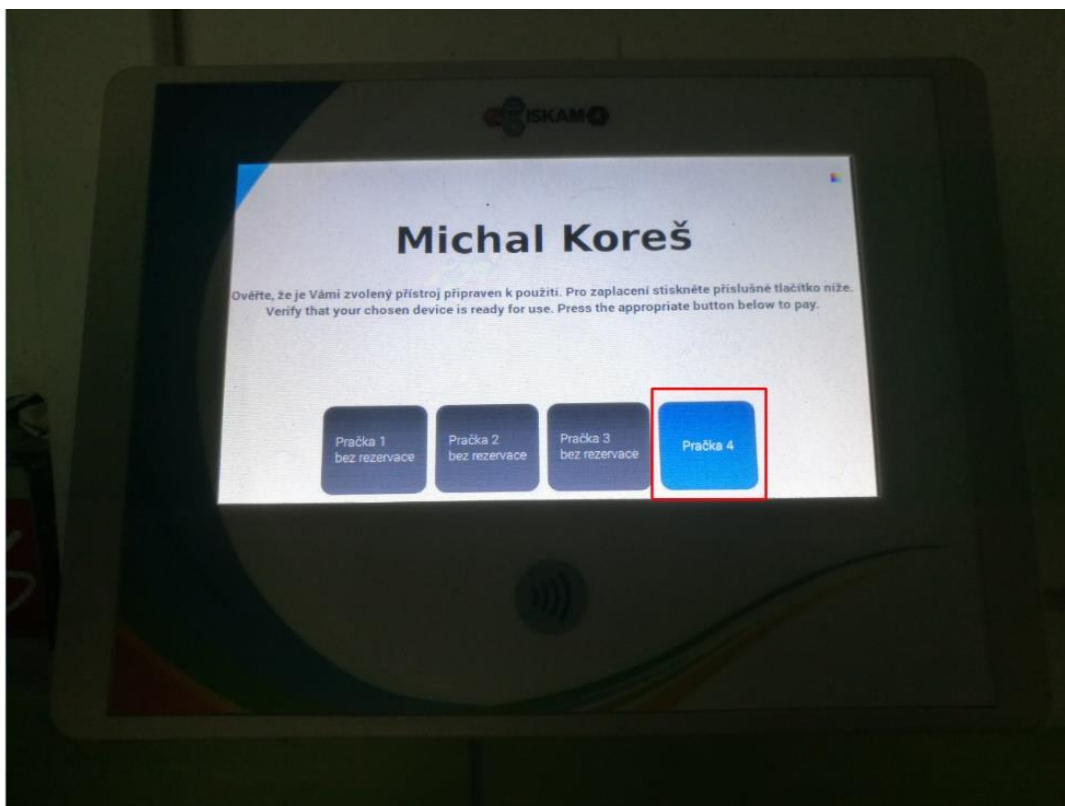 ISKAM
Michal Koreš
Ověřte, že je Vámi zvolený přístroj připraven k použití. Pro zaplacení stiskněte příslušné tlačítko níže.
Verify that your chosen device is ready for use. Press the appropriate button below to pay.
Pračka 1
bez rezervace
Pračka 2
bez rezervace
Pračka 3
bez rezervace
Pračka 4